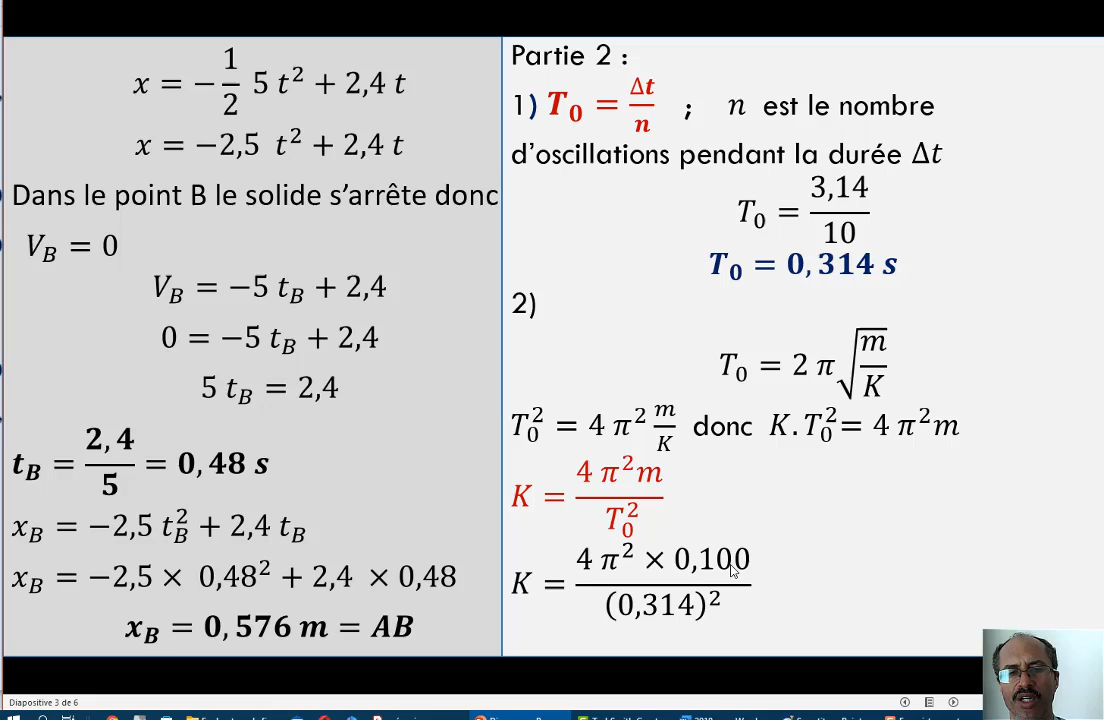 x = −1/2 5 t² + 2,4 t
x = −2,5 t² + 2,4 t
Dans le point B le solide s’arrête donc
V_B = 0
V_B = −5 t_B + 2,4
0 = −5 t_B + 2,4
5 t_B = 2,4
t_B = 2,4/5 = 0,48 s
x_B = −2,5 t_B² + 2,4 t_B
x_B = −2,5 × 0,48² + 2,4 × 0,48
x_B = 0,576 m = AB
Partie 2 :
1) T₀ = Δt/n ; n est le nombre
d’oscillations pendant la durée Δt
T₀ = 3,14/10
T₀ = 0,314 s
2)
T₀ = 2 π √(m/K)
T₀² = 4 π² m/K donc K.T₀² = 4 π² m
K = 4 π² m / T₀²
K = 4 π² × 0,100 / (0,314)²
Diapositive 3 de 6